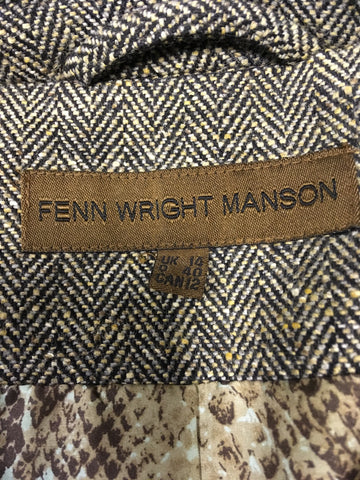 FENN WRIGHT MANSON
UK 14
D 40
CAN 12